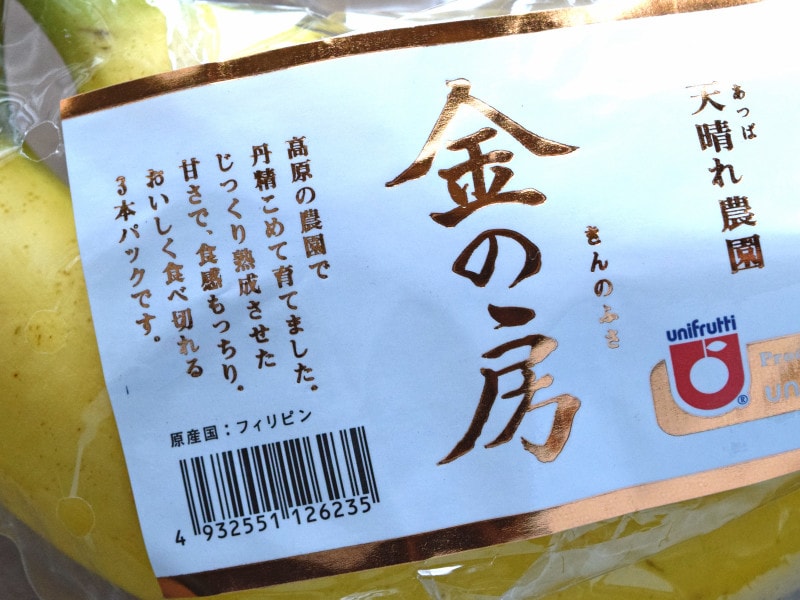 あっぱ
天晴れ農園
きんのふさ
金の房
高原の農園で
丹精こめて育てました。
じっくり熟成させた
甘さで、食感もっちり。
おいしく食べ切れる
3本パックです。
原産国：フィリピン
4 932551 126235
unifrutti
®